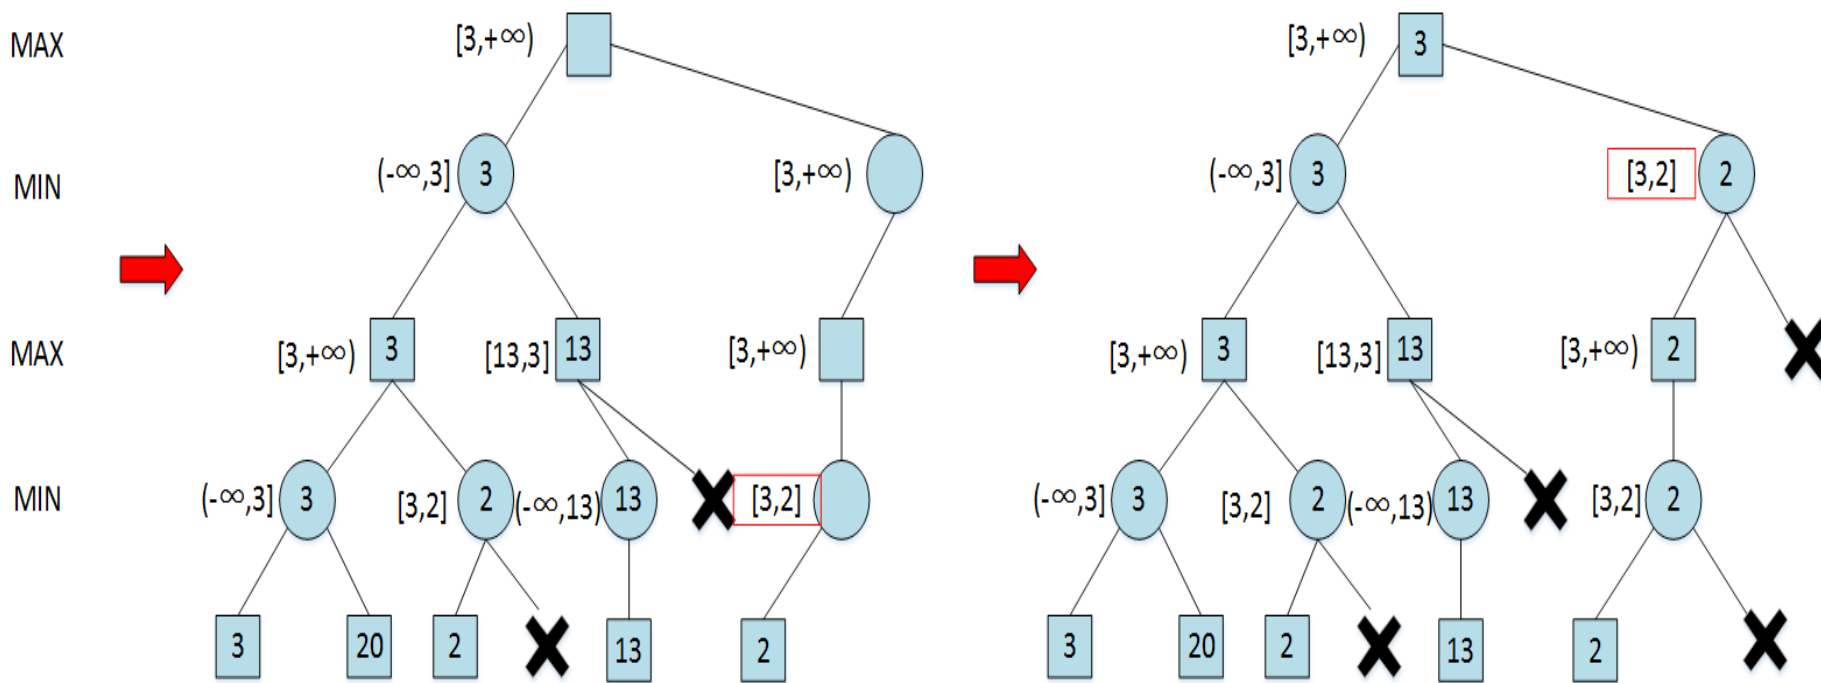 MAX [3,+∞) [3,+∞) 3
MIN (-∞,3] 3 [3,+∞) (-∞,3] 3 [3,2] 2
MAX [3,+∞) 3 [13,3] 13 [3,+∞) [3,+∞) 3 [13,3] 13 [3,+∞) 2
MIN (-∞,3] 3 [3,2] 2 (-∞,13) 13 [3,2] (-∞,3] 3 [3,2] 2 (-∞,13) 13 [3,2] 2
3 20 2 13 2 3 20 2 13 2